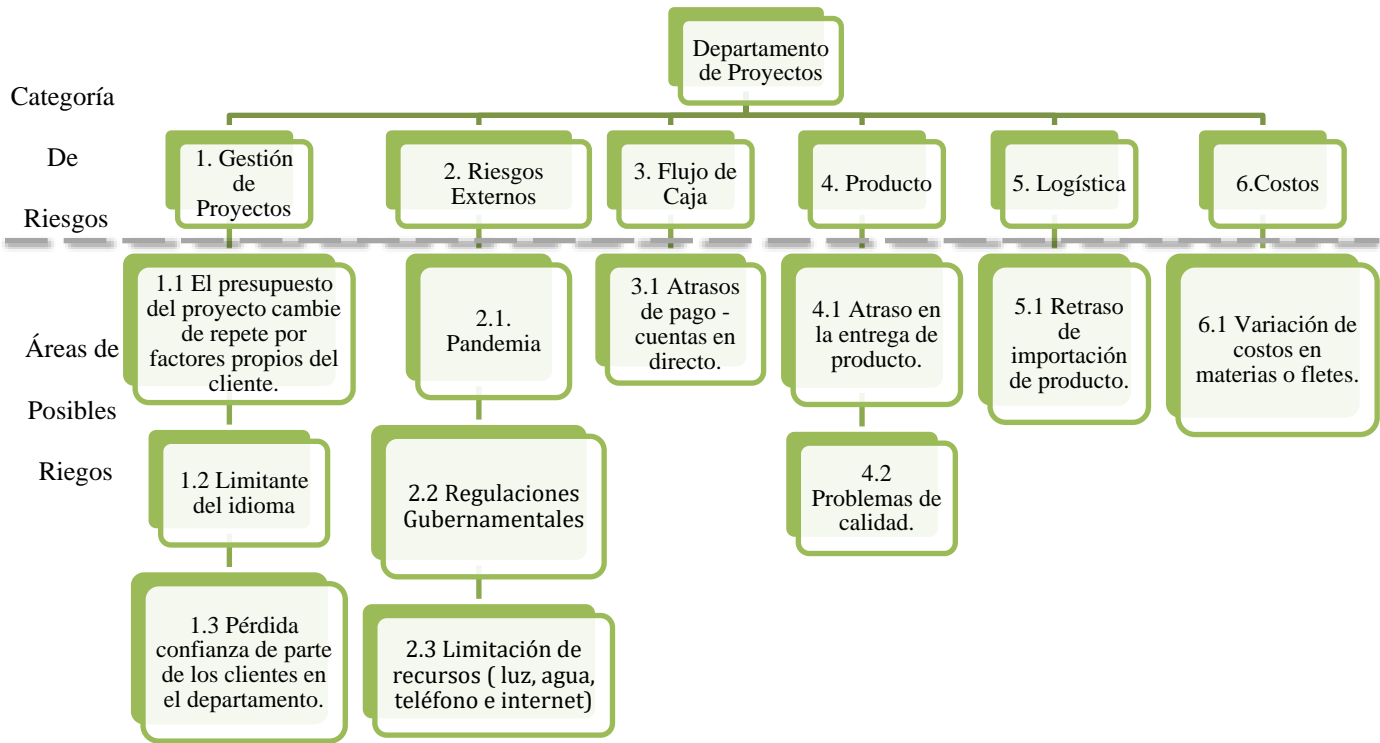 Departamento
de Proyectos
Categoría
De
Riesgos
1. Gestión
de
Proyectos
2. Riesgos
Externos
3. Flujo de
Caja
4. Producto
5. Logística
6.Costos
Áreas de
Posibles
Riegos
1.1 El presupuesto
del proyecto cambie
de repete por
factores propios del
cliente.
1.2 Limitante
del idioma
1.3 Pérdida
confianza de parte
de los clientes en
el departamento.
2.1.
Pandemia
2.2 Regulaciones
Gubernamentales
2.3 Limitación de
recursos ( luz, agua,
teléfono e internet)
3.1 Atrasos
de pago -
cuentas en
directo.
4.1 Atraso en
la entrega de
producto.
4.2
Problemas de
calidad.
5.1 Retraso
de
importación
de producto.
6.1 Variación de
costos en
materias o fletes.